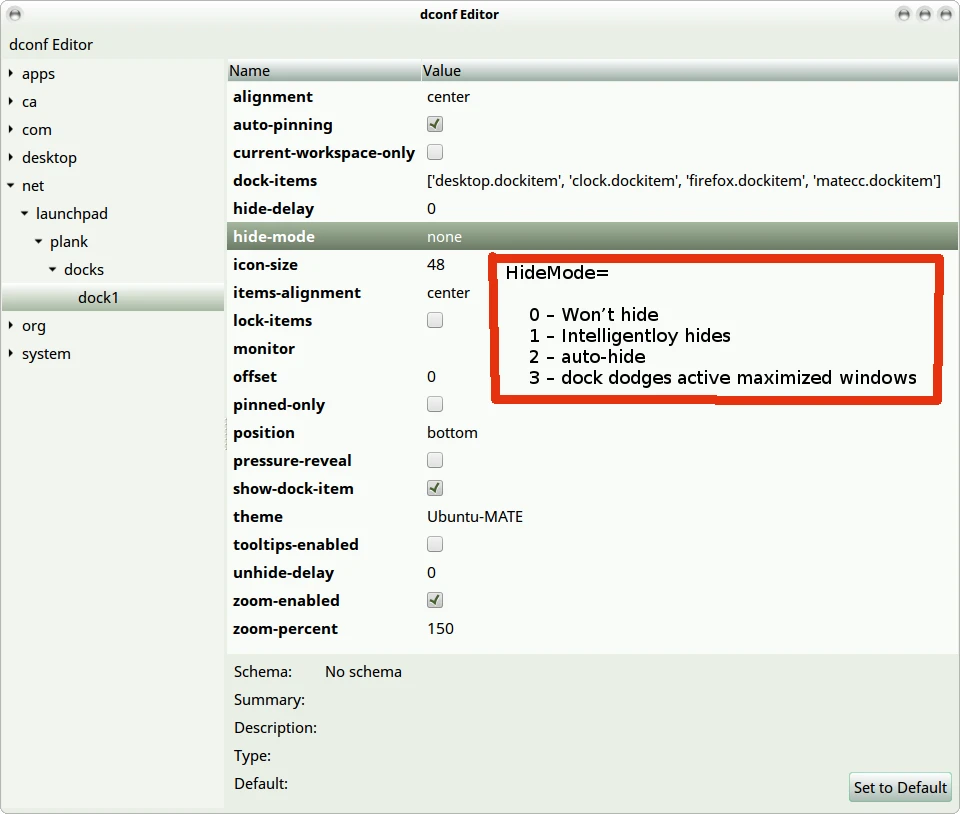 dconf Editor
dconf Editor
apps
ca
com
desktop
net
launchpad
plank
docks
dock1
org
system
Name Value
alignment center
auto-pinning
current-workspace-only
dock-items ['desktop.dockitem', 'clock.dockitem', 'firefox.dockitem', 'matecc.dockitem']
hide-delay 0
hide-mode none
icon-size 48
items-alignment center
lock-items
monitor
offset 0
pinned-only
position bottom
pressure-reveal
show-dock-item
theme Ubuntu-MATE
tooltips-enabled
unhide-delay 0
zoom-enabled
zoom-percent 150
HideMode=
0 – Won’t hide
1 – Intelligentloy hides
2 – auto-hide
3 – dock dodges active maximized windows
Schema: No schema
Summary:
Description:
Type:
Default:
Set to Default